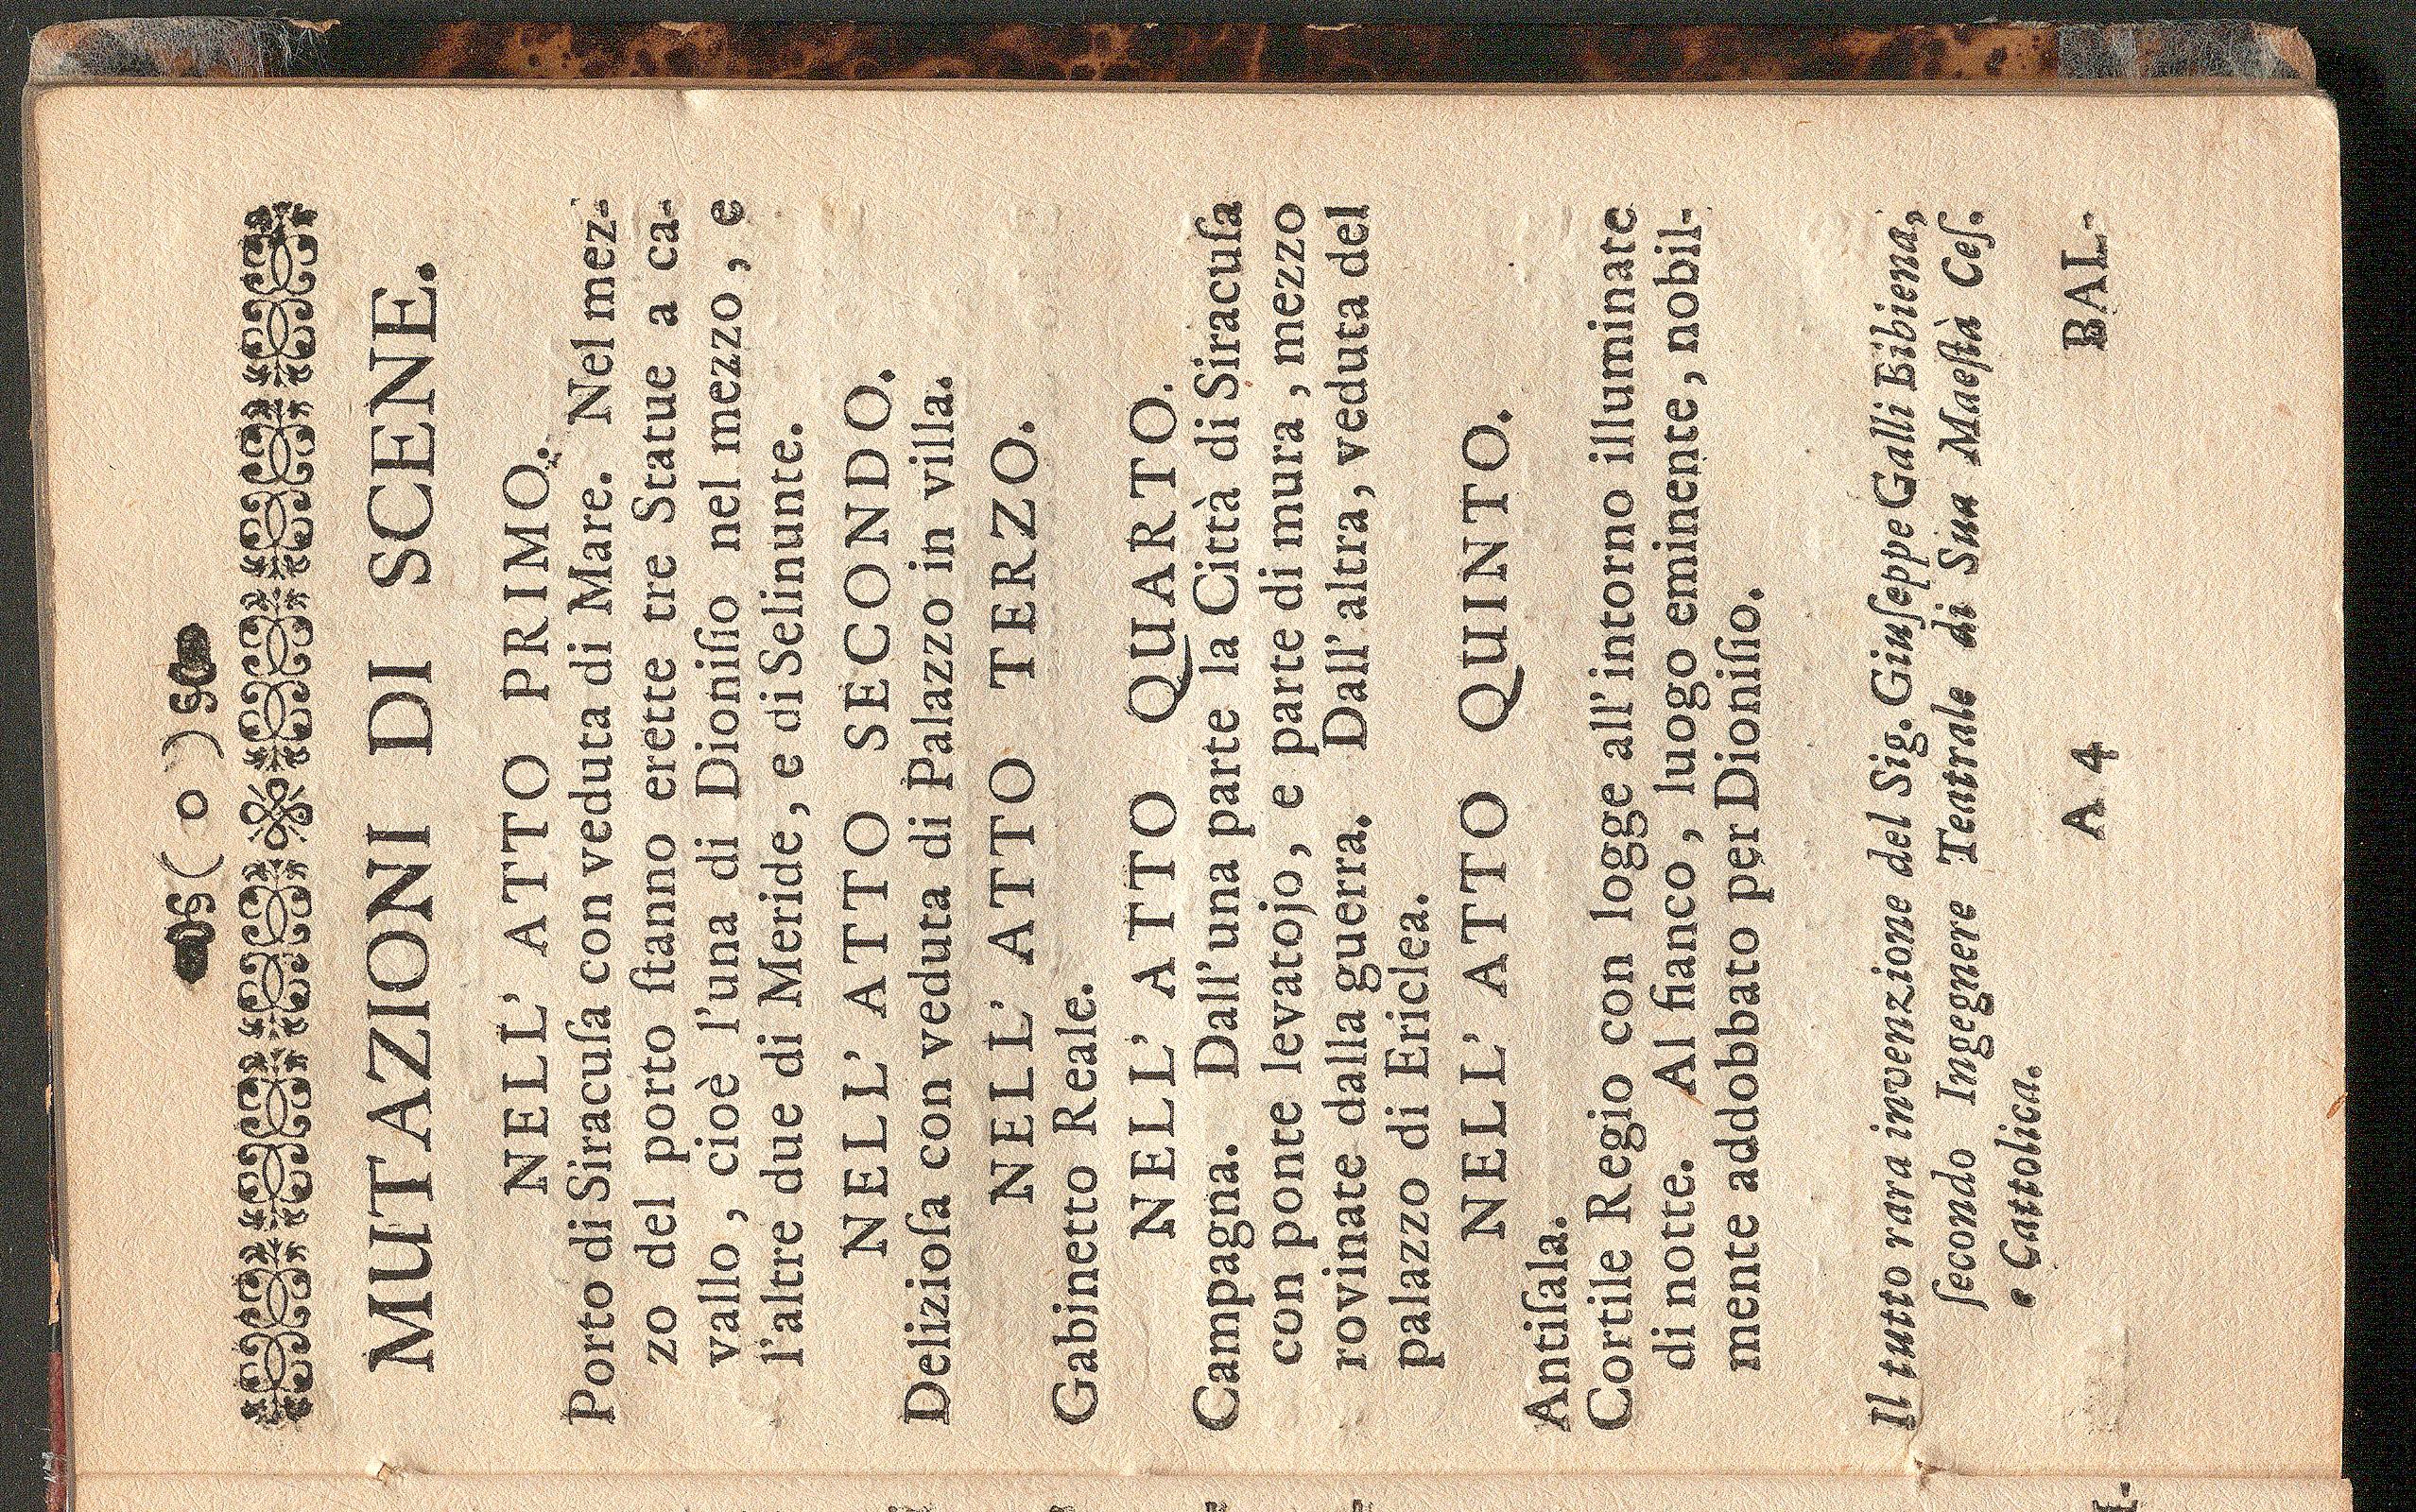 ( o )
MUTAZIONI DI SCENE.
NELL' ATTO PRIMO.
Porto di Siracuſa con veduta di Mare. Nel mez-
zo del porto ſtanno erette tre Statue a ca-
vallo, cioè l'una di Dioniſio nel mezzo, e
l'altre due di Meride, e di Selinunte.
NELL' ATTO SECONDO.
Delizioſa con veduta di Palazzo in villa.
NELL' ATTO TERZO.
Gabinetto Reale.
NELL' ATTO QUARTO.
Campagna. Dall'una parte la Città di Siracuſa
con ponte levatojo, e parte di mura, mezzo
rovinate dalla guerra. Dall'altra, veduta del
palazzo di Ericlea.
NELL' ATTO QUINTO.
Antiſala.
Cortile Regio con logge all'intorno illuminate
di notte. Al fianco, luogo eminente, nobil-
mente addobbato per Dioniſio.
Il tutto rara invenzione del Sig. Giuſeppe Galli Bibiena,
ſecondo Ingegnere Teatrale di Sua Maeſtà Ceſ.
e Cattolica.
A 4
BAL-